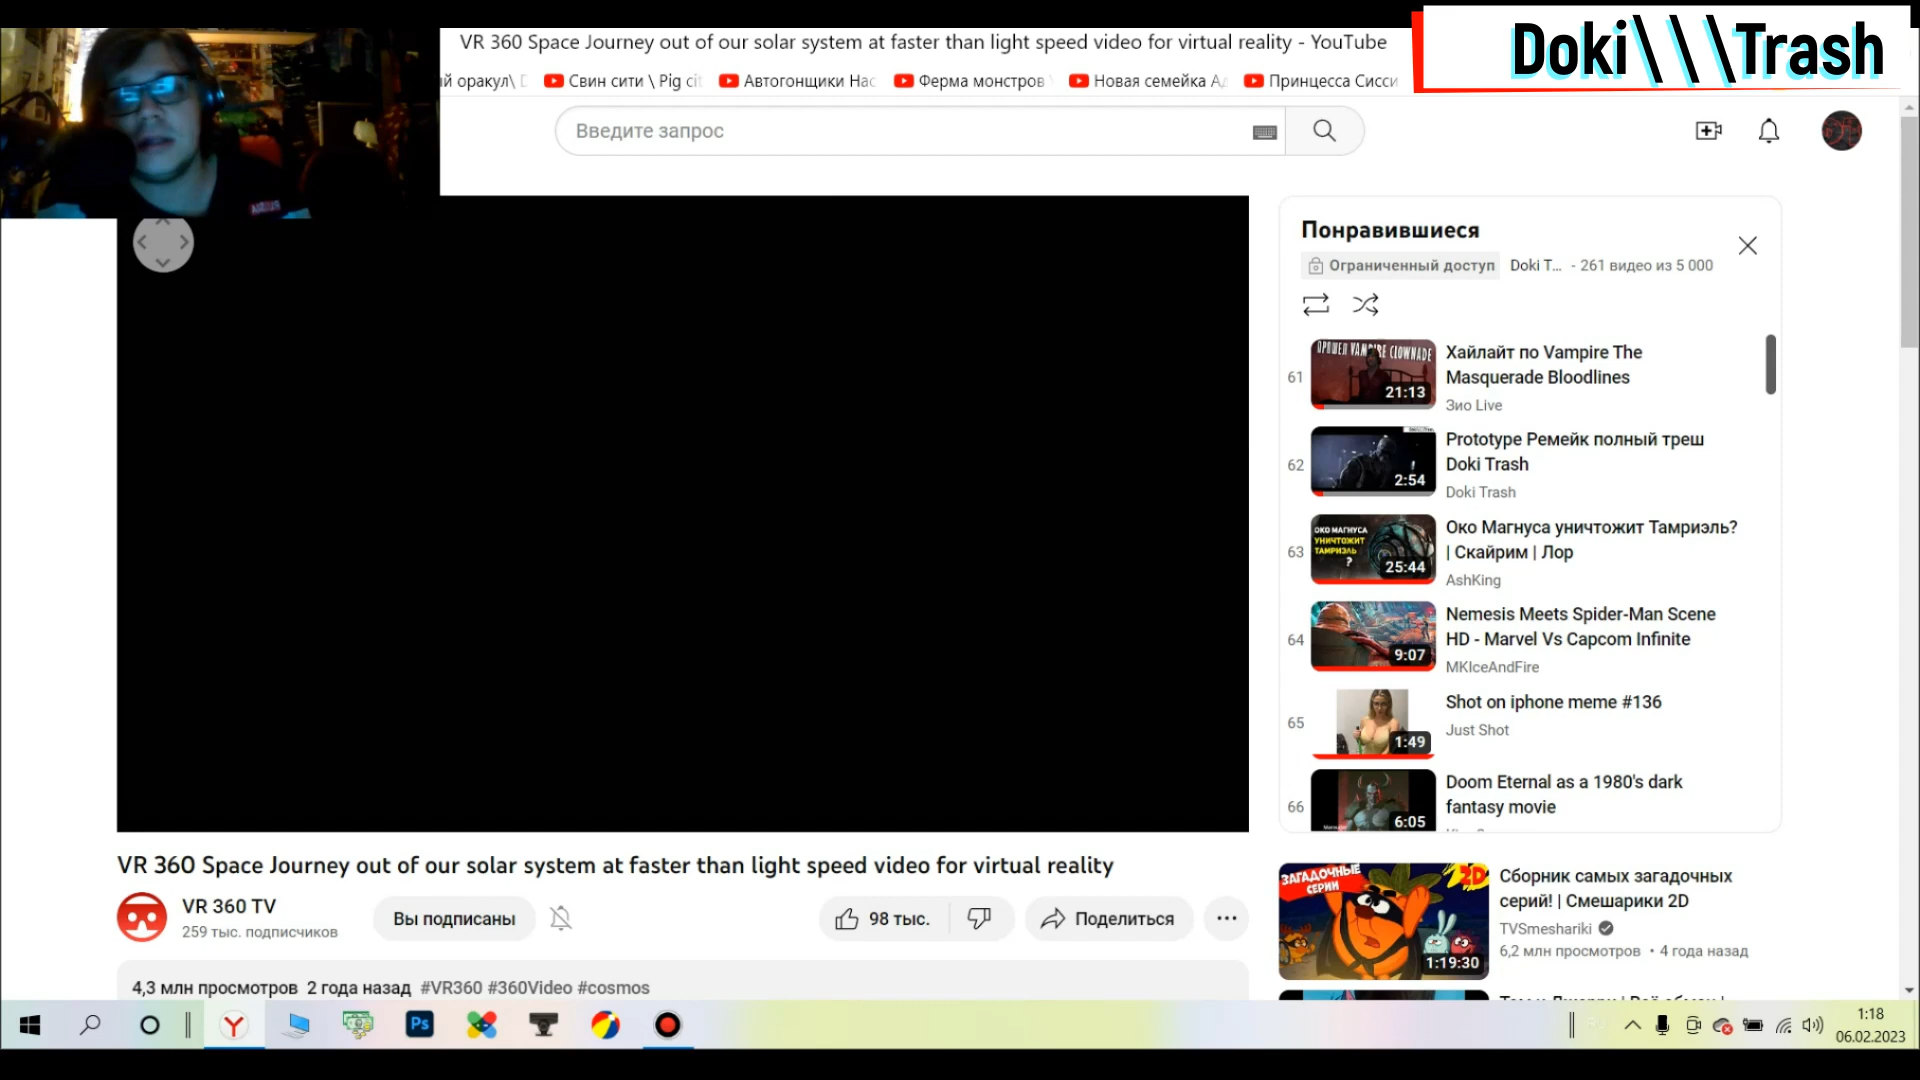 VR 360 Space Journey out of our solar system at faster than light speed video for virtual reality - YouTube
Doki\\\Trash
й оракул\
Свин сити \ Pig cit
Автогонщики Нас
Ферма монстров
Новая семейка Ад
Принцесса Сисси
Введите запрос
Понравившиеся
Ограниченный доступ Doki T... - 261 видео из 5 000
61
21:13
Хайлайт по Vampire The
Masquerade Bloodlines
Зио Live
62
2:54
Prototype Ремейк полный треш
Doki Trash
Doki Trash
63
ОКО МАГНУСА
УНИЧТОЖИТ
ТАМРИЭЛЬ
?
25:44
Око Магнуса уничтожит Тамриэль?
| Скайрим | Лор
AshKing
64
9:07
Nemesis Meets Spider-Man Scene
HD - Marvel Vs Capcom Infinite
MKIceAndFire
65
1:49
Shot on iphone meme #136
Just Shot
66
6:05
Doom Eternal as a 1980's dark
fantasy movie
VR 360 Space Journey out of our solar system at faster than light speed video for virtual reality
VR 360 TV
259 тыс. подписчиков
Вы подписаны
98 тыс.
Поделиться
4,3 млн просмотров 2 года назад #VR360 #360Video #cosmos
ЗАГАДОЧНЫЕ
СЕРИИ
2D
1:19:30
Сборник самых загадочных
серий! | Смешарики 2D
TVSmeshariki
6,2 млн просмотров • 4 года назад
Ps
1:18
06.02.2023